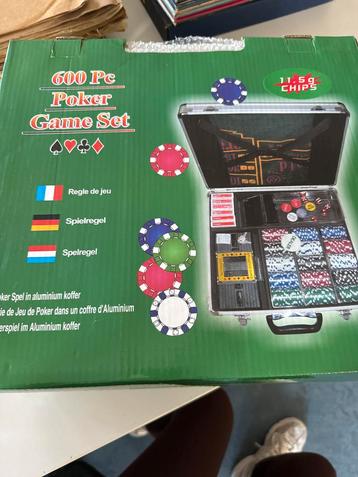 600 Pc
Poker
Game Set
11.5g
CHIPS
Regle de jeu
Spielregel
Spelregel
oker Spel in aluminium koffer
ie de Jeu de Poker dans un coffre d'Aluminium
erspiel im Aluminium koffer